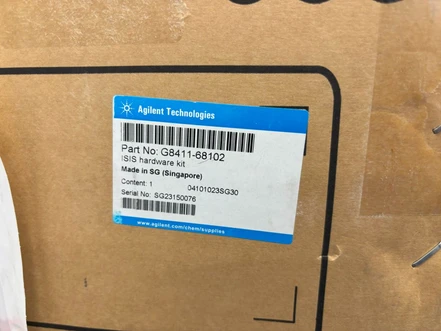 Agilent Technologies
Part No: G8411-68102
ISIS hardware kit
Made in SG (Singapore)
Content: 1 04101023SG30
Serial No: SG23150076
www.agilent.com/chem/supplies